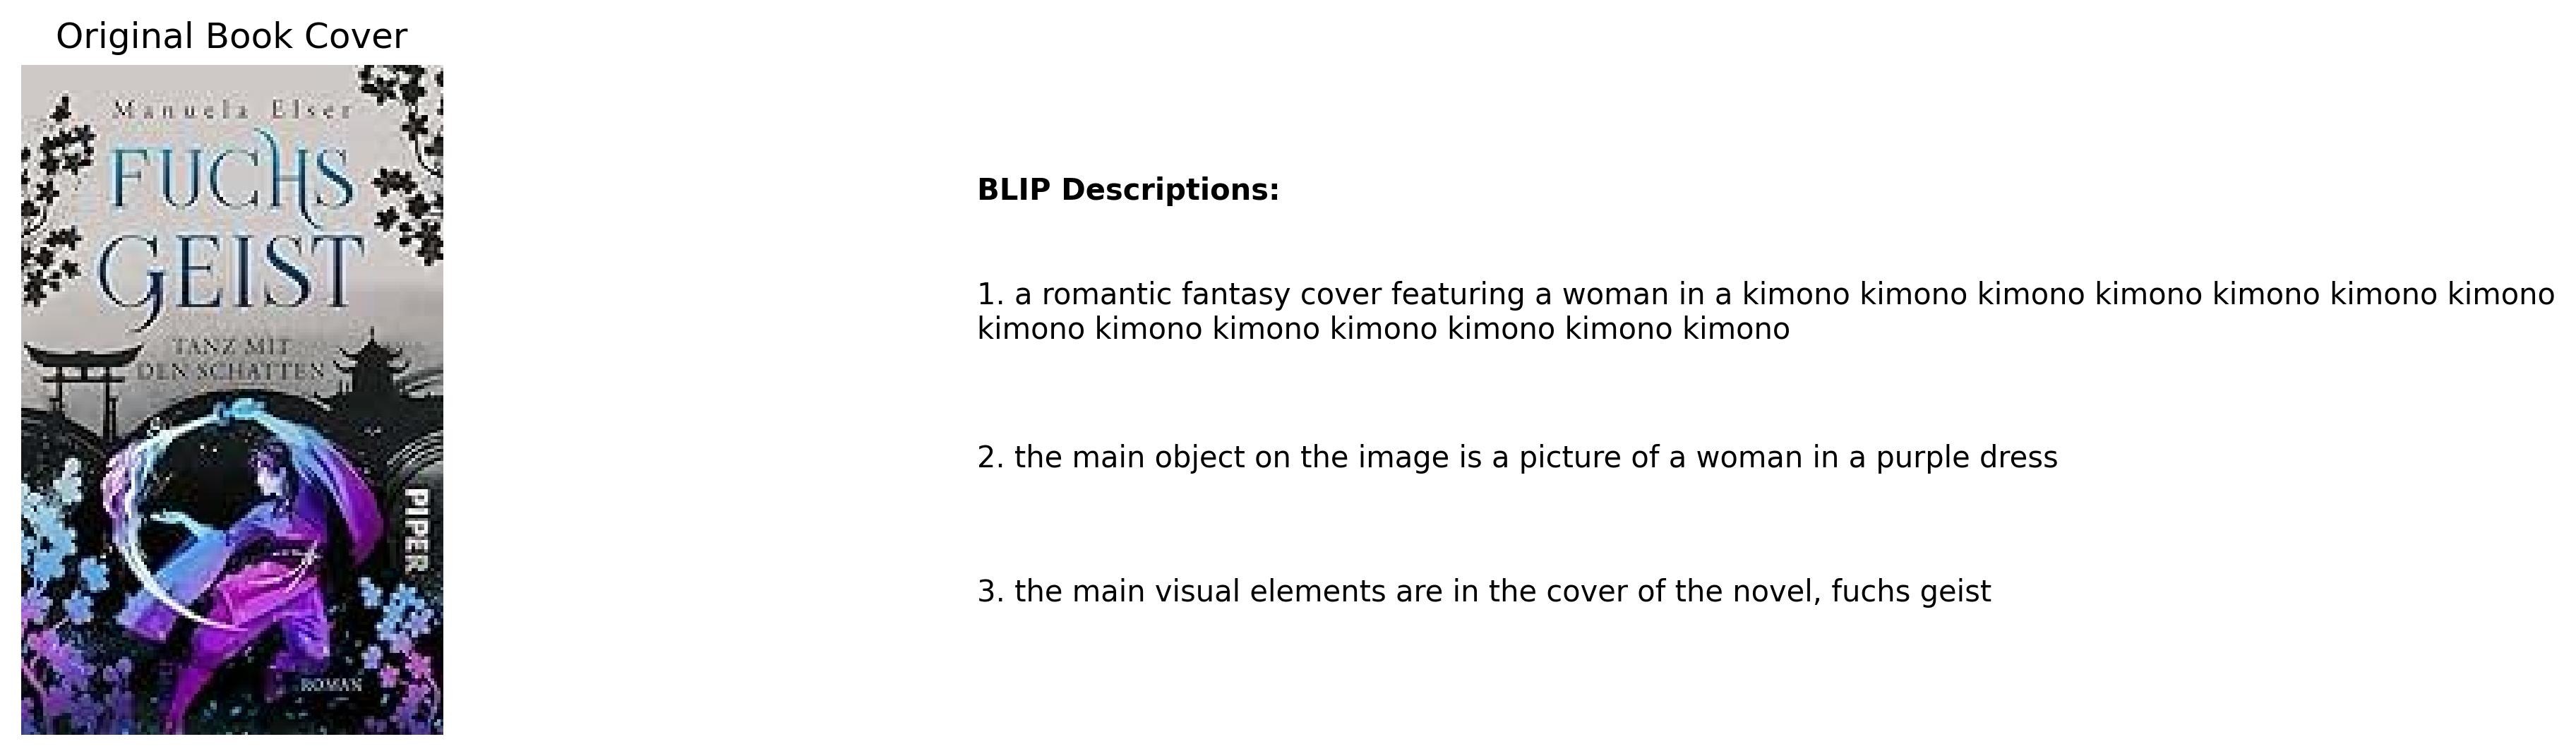 Original Book Cover
Manuela Elser
FUCHS
GEIST
TANZ MIT
DEN SCHATTEN
PIPER
ROMAN
BLIP Descriptions:
1. a romantic fantasy cover featuring a woman in a kimono kimono kimono kimono kimono kimono kimono
kimono kimono kimono kimono kimono kimono kimono
2. the main object on the image is a picture of a woman in a purple dress
3. the main visual elements are in the cover of the novel, fuchs geist